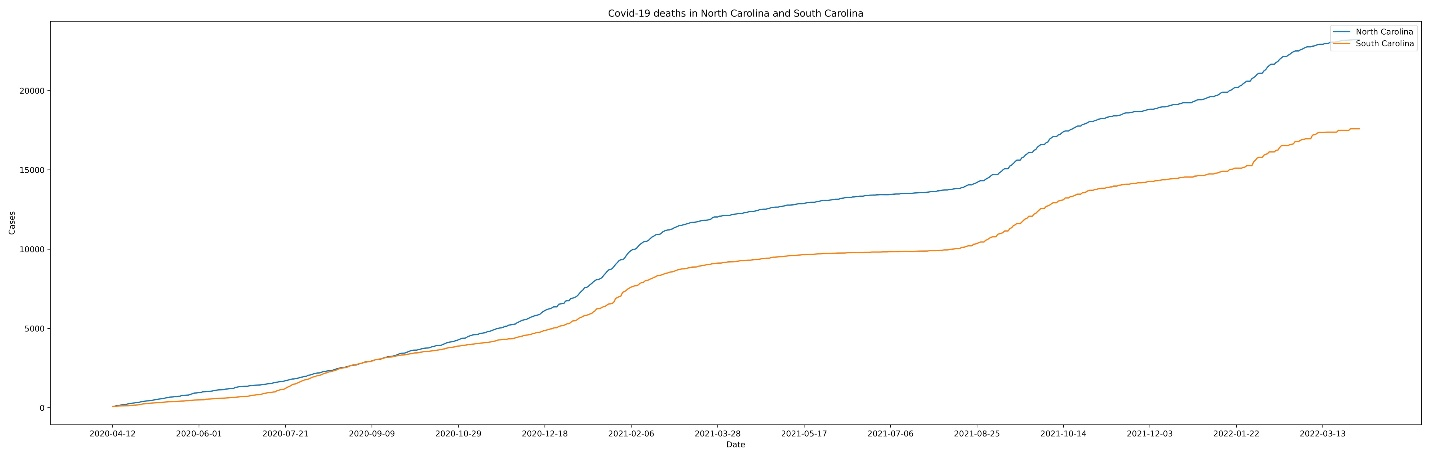 Covid-19 deaths in North Carolina and South Carolina
North Carolina
South Carolina
20000
15000
10000
5000
0
Cases
2020-04-12 2020-06-01 2020-07-21 2020-09-09 2020-10-29 2020-12-18 2021-02-06 2021-03-28 2021-05-17 2021-07-06 2021-08-25 2021-10-14 2021-12-03 2022-01-22 2022-03-13
Date